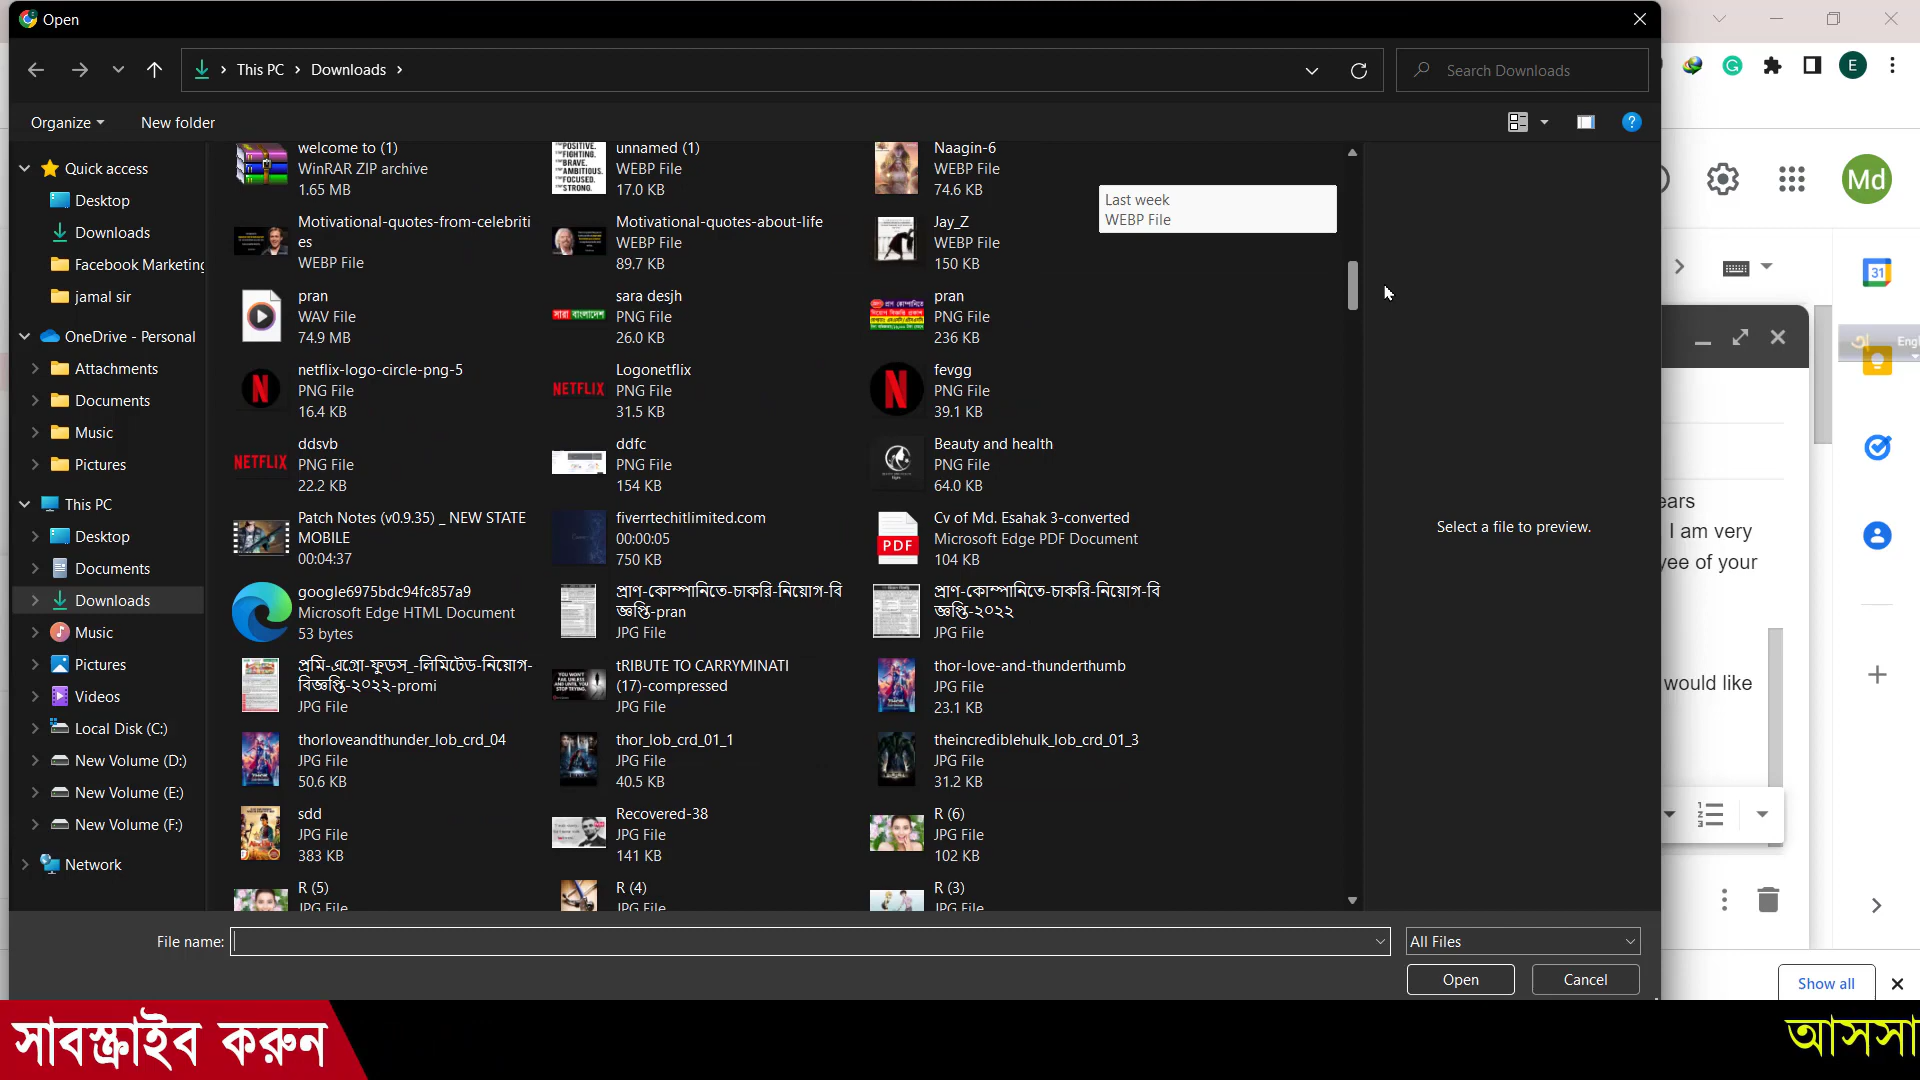 Open
This PC
Downloads
Search Downloads
E
Organize
New folder
Quick access
Desktop
Downloads
Facebook Marketing
jamal sir
OneDrive - Personal
Attachments
Documents
Music
Pictures
This PC
Desktop
Documents
Downloads
Music
Pictures
Videos
Local Disk (C:)
New Volume (D:)
New Volume (E:)
New Volume (F:)
Network
welcome to (1)
WinRAR ZIP archive
1.65 MB
unnamed (1)
WEBP File
17.0 KB
Naagin-6
WEBP File
74.6 KB
Last week
WEBP File
Motivational-quotes-from-celebriti
es
WEBP File
Motivational-quotes-about-life
WEBP File
89.7 KB
Jay_Z
WEBP File
150 KB
pran
WAV File
74.9 MB
সারা বাংলাদেশ
sara desjh
PNG File
26.0 KB
pran
PNG File
236 KB
netflix-logo-circle-png-5
PNG File
16.4 KB
NETFLIX
Logonetflix
PNG File
31.5 KB
fevgg
PNG File
39.1 KB
NETFLIX
ddsvb
PNG File
22.2 KB
ddfc
PNG File
154 KB
Beauty and health
PNG File
64.0 KB
Patch Notes (v0.9.35) _ NEW STATE
MOBILE
00:04:37
fiverrtechitlimited.com
00:00:05
750 KB
PDF
Cv of Md. Esahak 3-converted
Microsoft Edge PDF Document
104 KB
google6975bdc94fc857a9
Microsoft Edge HTML Document
53 bytes
প্রাণ-কোম্পানিতে-চাকরি-নিয়োগ-বি
জ্ঞপ্তি-pran
JPG File
প্রাণ-কোম্পানিতে-চাকরি-নিয়োগ-বি
জ্ঞপ্তি-২০২২
JPG File
প্রমি-এগ্রো-ফুডস_-লিমিটেড-নিয়োগ-
বিজ্ঞপ্তি-২০২২-promi
JPG File
tRIBUTE TO CARRYMINATI
(17)-compressed
JPG File
thor-love-and-thunderthumb
JPG File
23.1 KB
thorloveandthunder_lob_crd_04
JPG File
50.6 KB
thor_lob_crd_01_1
JPG File
40.5 KB
theincrediblehulk_lob_crd_01_3
JPG File
31.2 KB
sdd
JPG File
383 KB
Recovered-38
JPG File
141 KB
R (6)
JPG File
102 KB
R (5)
JPG File
R (4)
JPG File
R (3)
JPG File
Select a file to preview.
File name:
All Files
Open
Cancel
Md
31
Eng
ears
I am very
yee of your
would like
Show all
সাবস্ক্রাইব করুন
আসসা